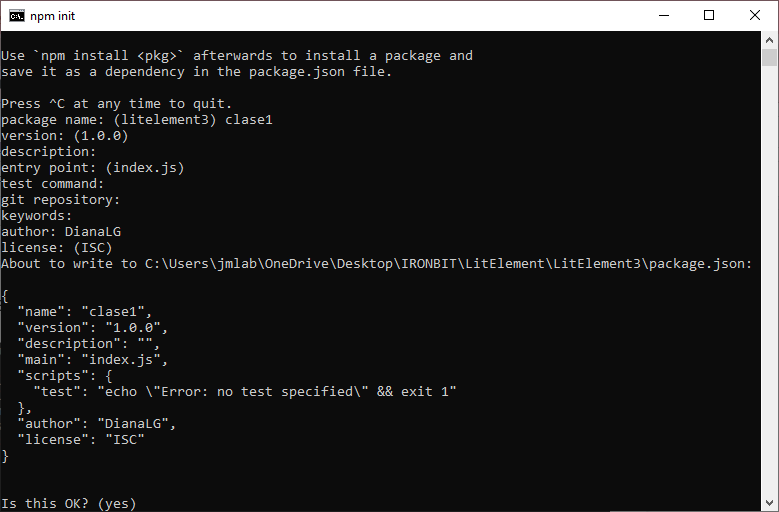 npm init
Use `npm install <pkg>` afterwards to install a package and
save it as a dependency in the package.json file.
Press ^C at any time to quit.
package name: (litelement3) clase1
version: (1.0.0)
description:
entry point: (index.js)
test command:
git repository:
keywords:
author: DianaLG
license: (ISC)
About to write to C:\Users\jmlab\OneDrive\Desktop\IRONBIT\LitElement\LitElement3\package.json:
{
  "name": "clase1",
  "version": "1.0.0",
  "description": "",
  "main": "index.js",
  "scripts": {
    "test": "echo \"Error: no test specified\" && exit 1"
  },
  "author": "DianaLG",
  "license": "ISC"
}
Is this OK? (yes)